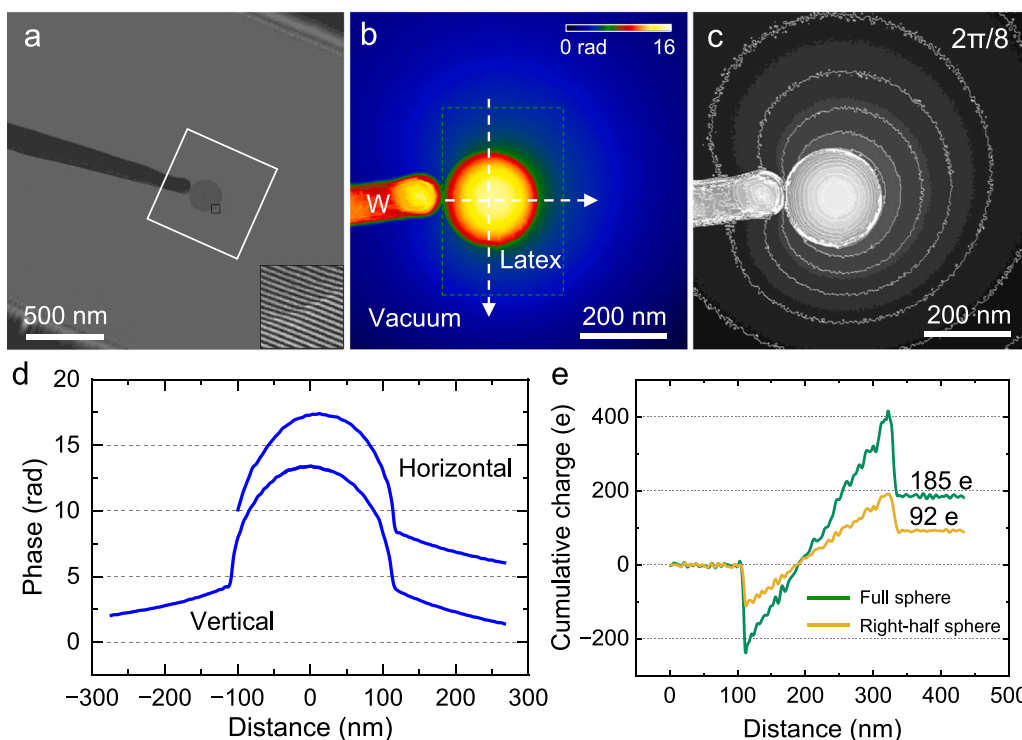 a
500 nm
b
0 rad 16
W
Latex
Vacuum
200 nm
c
2π/8
200 nm
d
20
15
10
5
0
Phase (rad)
Horizontal
Vertical
−300 −200 −100 0 100 200 300
Distance (nm)
e
400
200
0
−200
Cumulative charge (e)
185 e
92 e
Full sphere
Right-half sphere
0 100 200 300 400 500
Distance (nm)